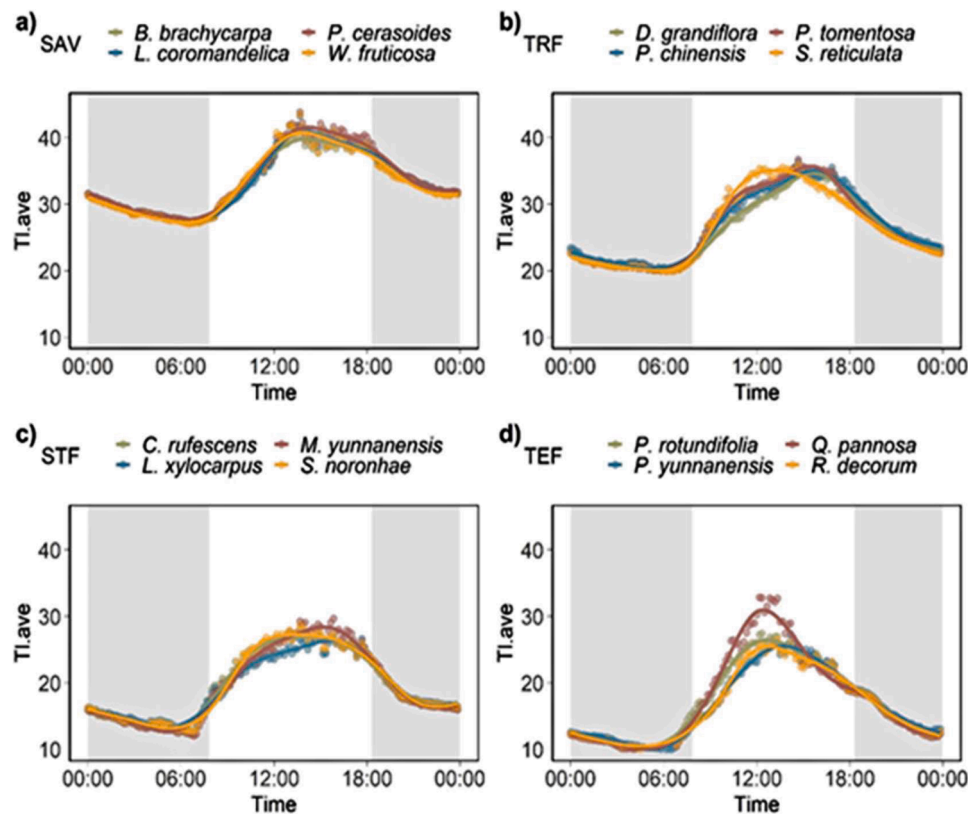 a) SAV
B. brachycarpa P. cerasoides
L. coromandelica W. fruticosa
40
30
20
10
Tl.ave
00:00 06:00 12:00 18:00 00:00
Time
b) TRF
D. grandiflora P. tomentosa
P. chinensis S. reticulata
40
30
20
10
Tl.ave
00:00 06:00 12:00 18:00 00:00
Time
c) STF
C. rufescens M. yunnanensis
L. xylocarpus S. noronhae
40
30
20
10
Tl.ave
00:00 06:00 12:00 18:00 00:00
Time
d) TEF
P. rotundifolia Q. pannosa
P. yunnanensis R. decorum
40
30
20
10
Tl.ave
00:00 06:00 12:00 18:00 00:00
Time